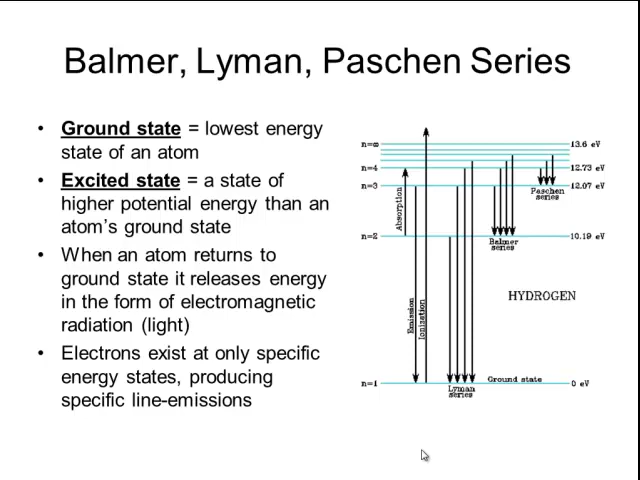 Balmer, Lyman, Paschen Series
• Ground state = lowest energy
state of an atom
• Excited state = a state of
higher potential energy than an
atom's ground state
• When an atom returns to
ground state it releases energy
in the form of electromagnetic
radiation (light)
• Electrons exist at only specific
energy states, producing
specific line-emissions
n=∞ 13.6 eV
n=4 12.73 eV
n=3 12.07 eV
Paschen
series
Absorption
n=2 10.19 eV
Balmer
series
HYDROGEN
Emission
Ionization
n=1 Ground state 0 eV
Lyman
series